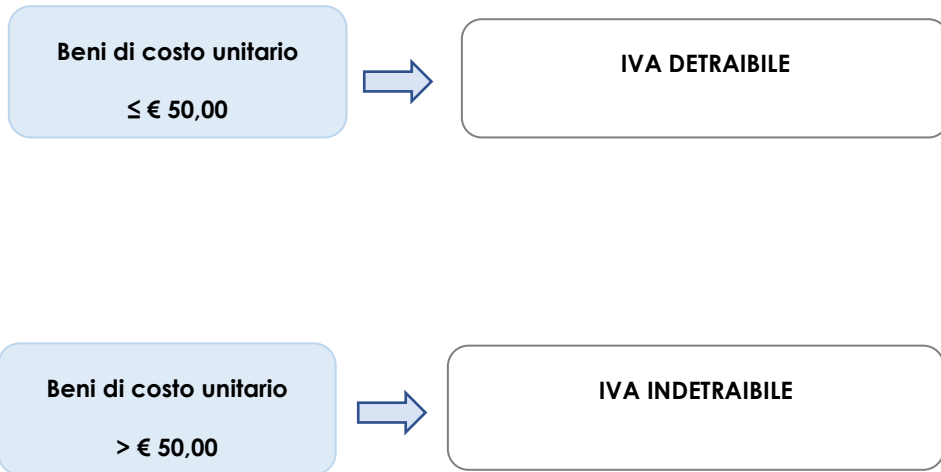 Beni di costo unitario
≤ € 50,00
IVA DETRAIBILE
Beni di costo unitario
> € 50,00
IVA INDETRAIBILE